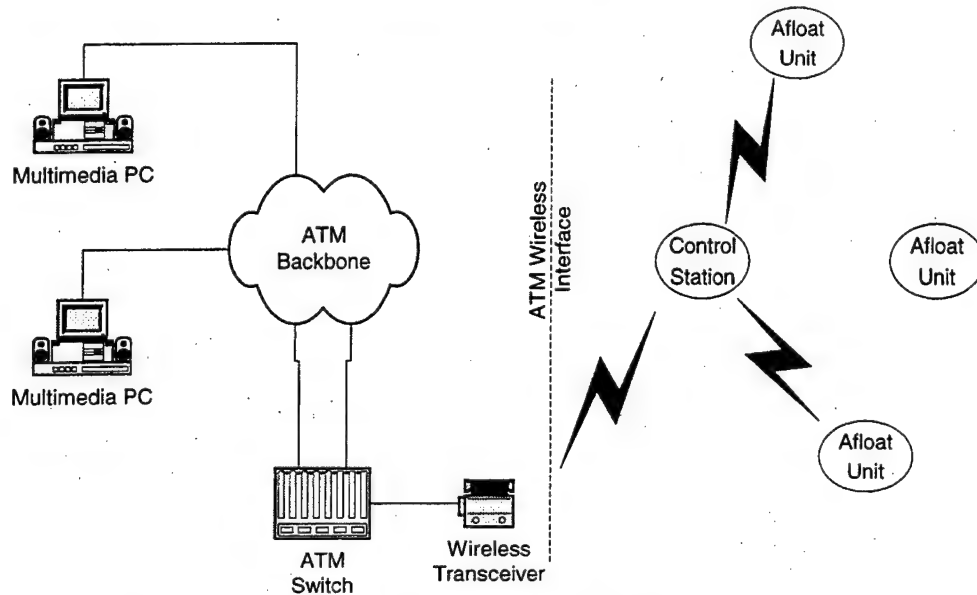 Multimedia PC
Multimedia PC
ATM
Backbone
ATM
Switch
Wireless
Transceiver
ATM Wireless
Interface
Afloat
Unit
Control
Station
Afloat
Unit
Afloat
Unit